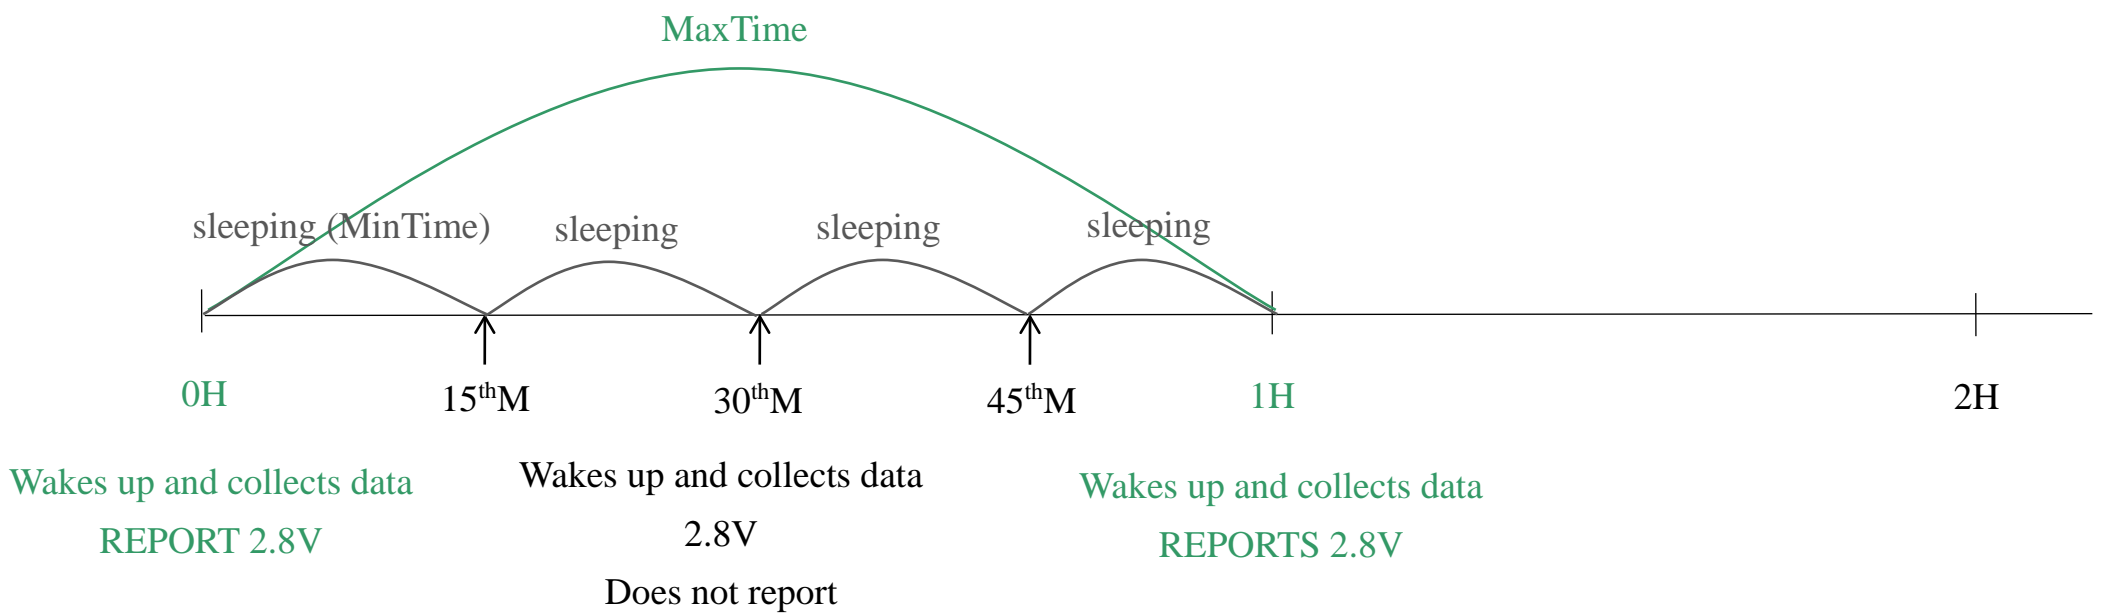 MaxTime
sleeping (MinTime)
sleeping
sleeping
sleeping
0H
15thM
30thM
45thM
1H
2H
Wakes up and collects data
REPORT 2.8V
Wakes up and collects data
2.8V
Does not report
Wakes up and collects data
REPORTS 2.8V